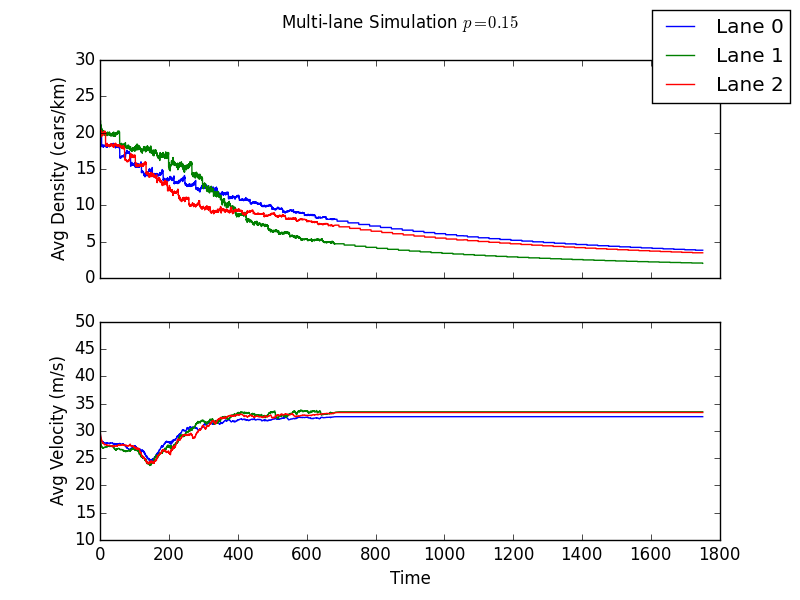 Multi-lane Simulation p=0.15
Lane 0
Lane 1
Lane 2
30
25
20
15
10
5
0
Avg Density (cars/km)
50
45
40
35
30
25
20
15
10
Avg Velocity (m/s)
0 200 400 600 800 1000 1200 1400 1600 1800
Time